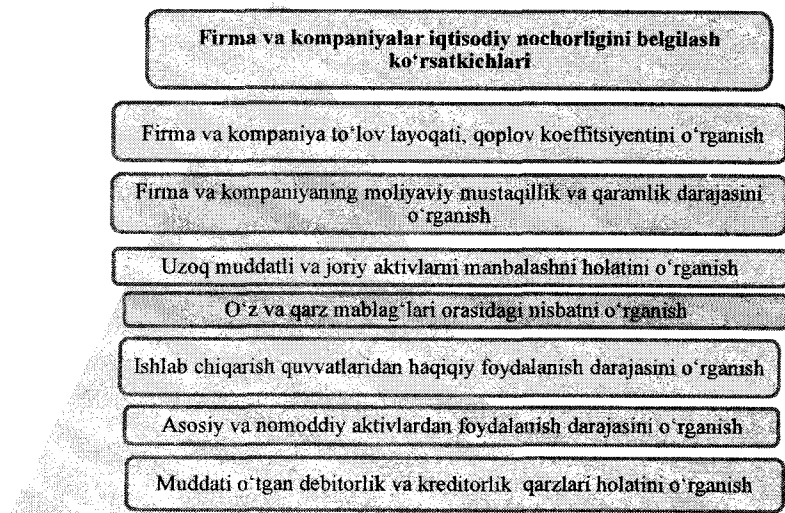 Firma va kompaniyalar iqtisodiy nochorligini belgilash
ko‘rsatkichlari
Firma va kompaniya to‘lov layoqati, qoplov koeffitsiyentini o‘rganish
Firma va kompaniyaning moliyaviy mustaqillik va qaramlik darajasini
o‘rganish
Uzoq muddatli va joriy aktivlarni manbalashni holatini o‘rganish
O‘z va qarz mablag‘lari orasidagi nisbatni o‘rganish
Ishlab chiqarish quvvatlaridan haqiqiy foydalanish darajasini o‘rganish
Asosiy va nomoddiy aktivlardan foydalanish darajasini o‘rganish
Muddati o‘tgan debitorlik va kreditorlik qarzlari holatini o‘rganish